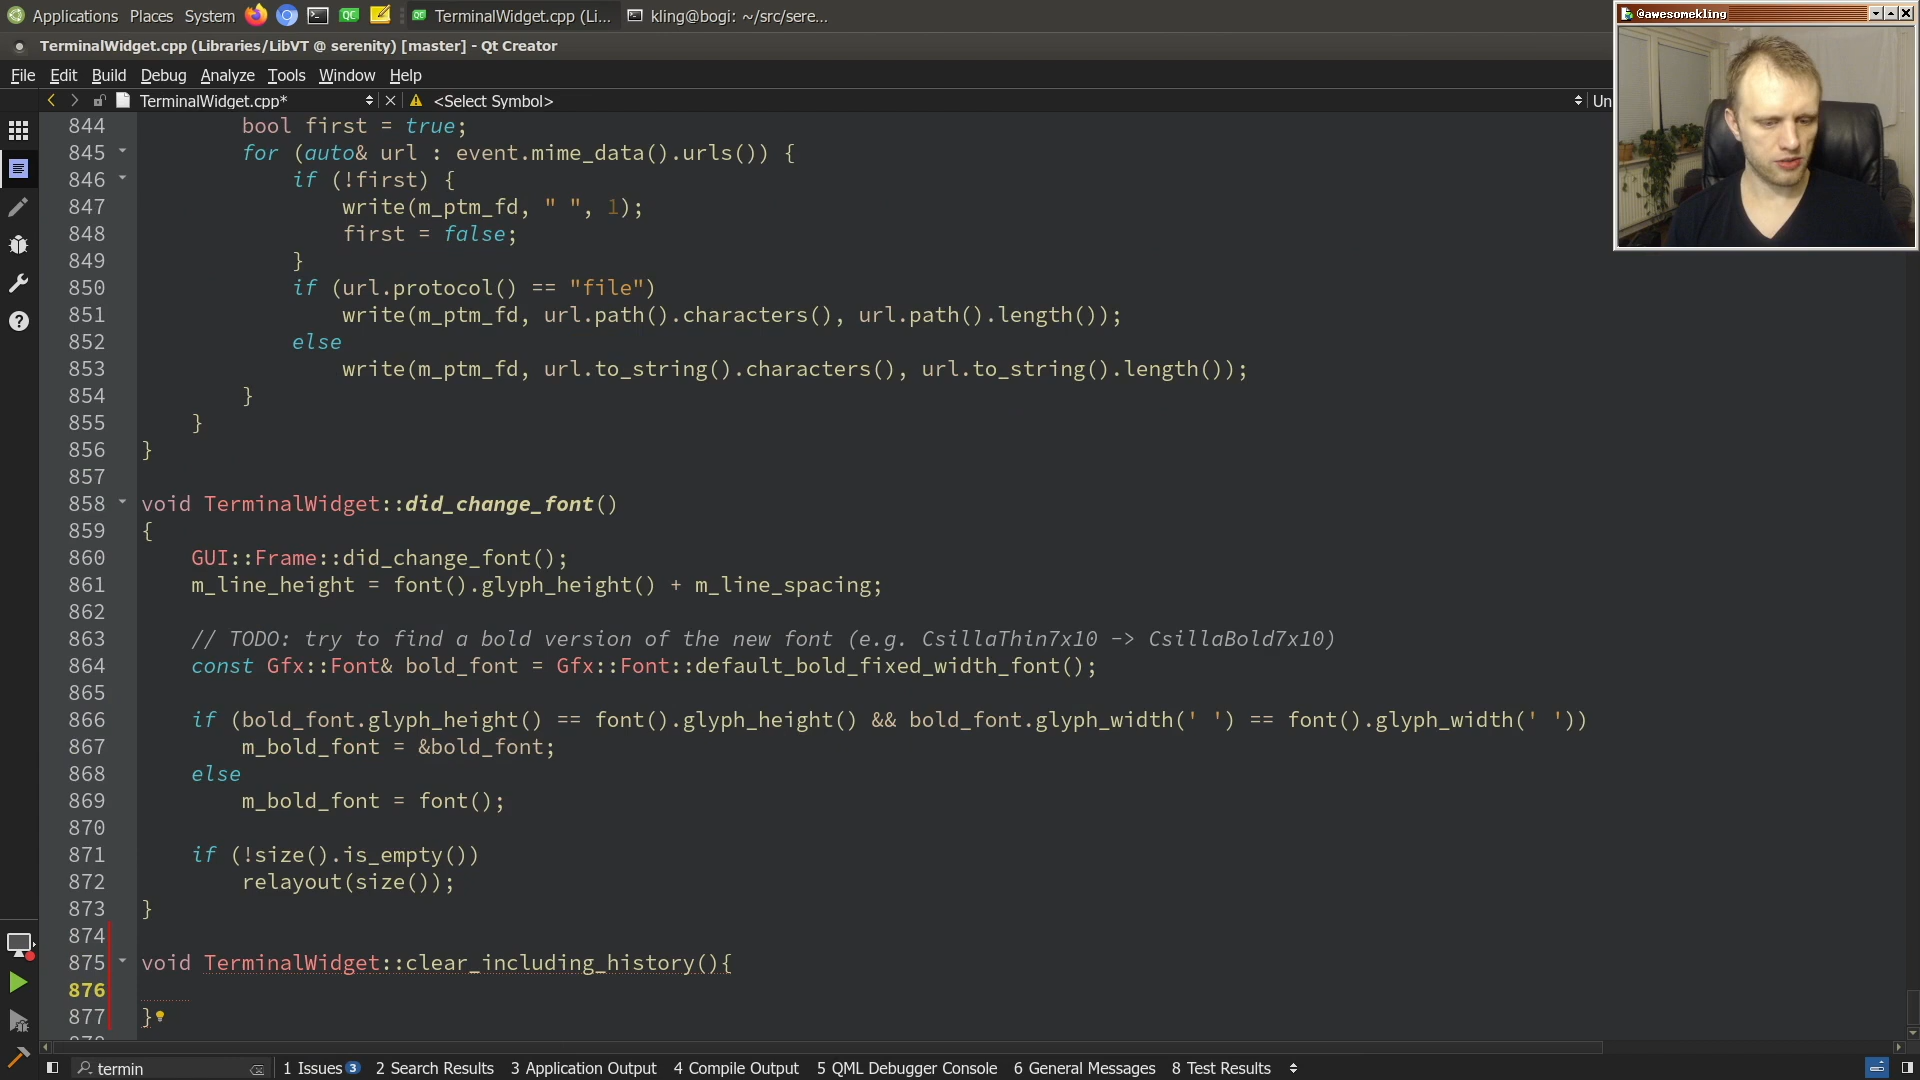 Applications Places System TerminalWidget.cpp (Li... kling@bogi: ~/src/sere...
@awesomekling
TerminalWidget.cpp (Libraries/LibVT @ serenity) [master] - Qt Creator
File Edit Build Debug Analyze Tools Window Help
TerminalWidget.cpp* <Select Symbol> Un
844 bool first = true;
845 for (auto& url : event.mime_data().urls()) {
846 if (!first) {
847 write(m_ptm_fd, " ", 1);
848 first = false;
849 }
850 if (url.protocol() == "file")
851 write(m_ptm_fd, url.path().characters(), url.path().length());
852 else
853 write(m_ptm_fd, url.to_string().characters(), url.to_string().length());
854 }
855 }
856 }
857
858 void TerminalWidget::did_change_font()
859 {
860 GUI::Frame::did_change_font();
861 m_line_height = font().glyph_height() + m_line_spacing;
862
863 // TODO: try to find a bold version of the new font (e.g. CsillaThin7x10 -> CsillaBold7x10)
864 const Gfx::Font& bold_font = Gfx::Font::default_bold_fixed_width_font();
865
866 if (bold_font.glyph_height() == font().glyph_height() && bold_font.glyph_width(' ') == font().glyph_width(' '))
867 m_bold_font = &bold_font;
868 else
869 m_bold_font = font();
870
871 if (!size().is_empty())
872 relayout(size());
873 }
874
875 void TerminalWidget::clear_including_history(){
876
877 }
termin 1 Issues 3 2 Search Results 3 Application Output 4 Compile Output 5 QML Debugger Console 6 General Messages 8 Test Results